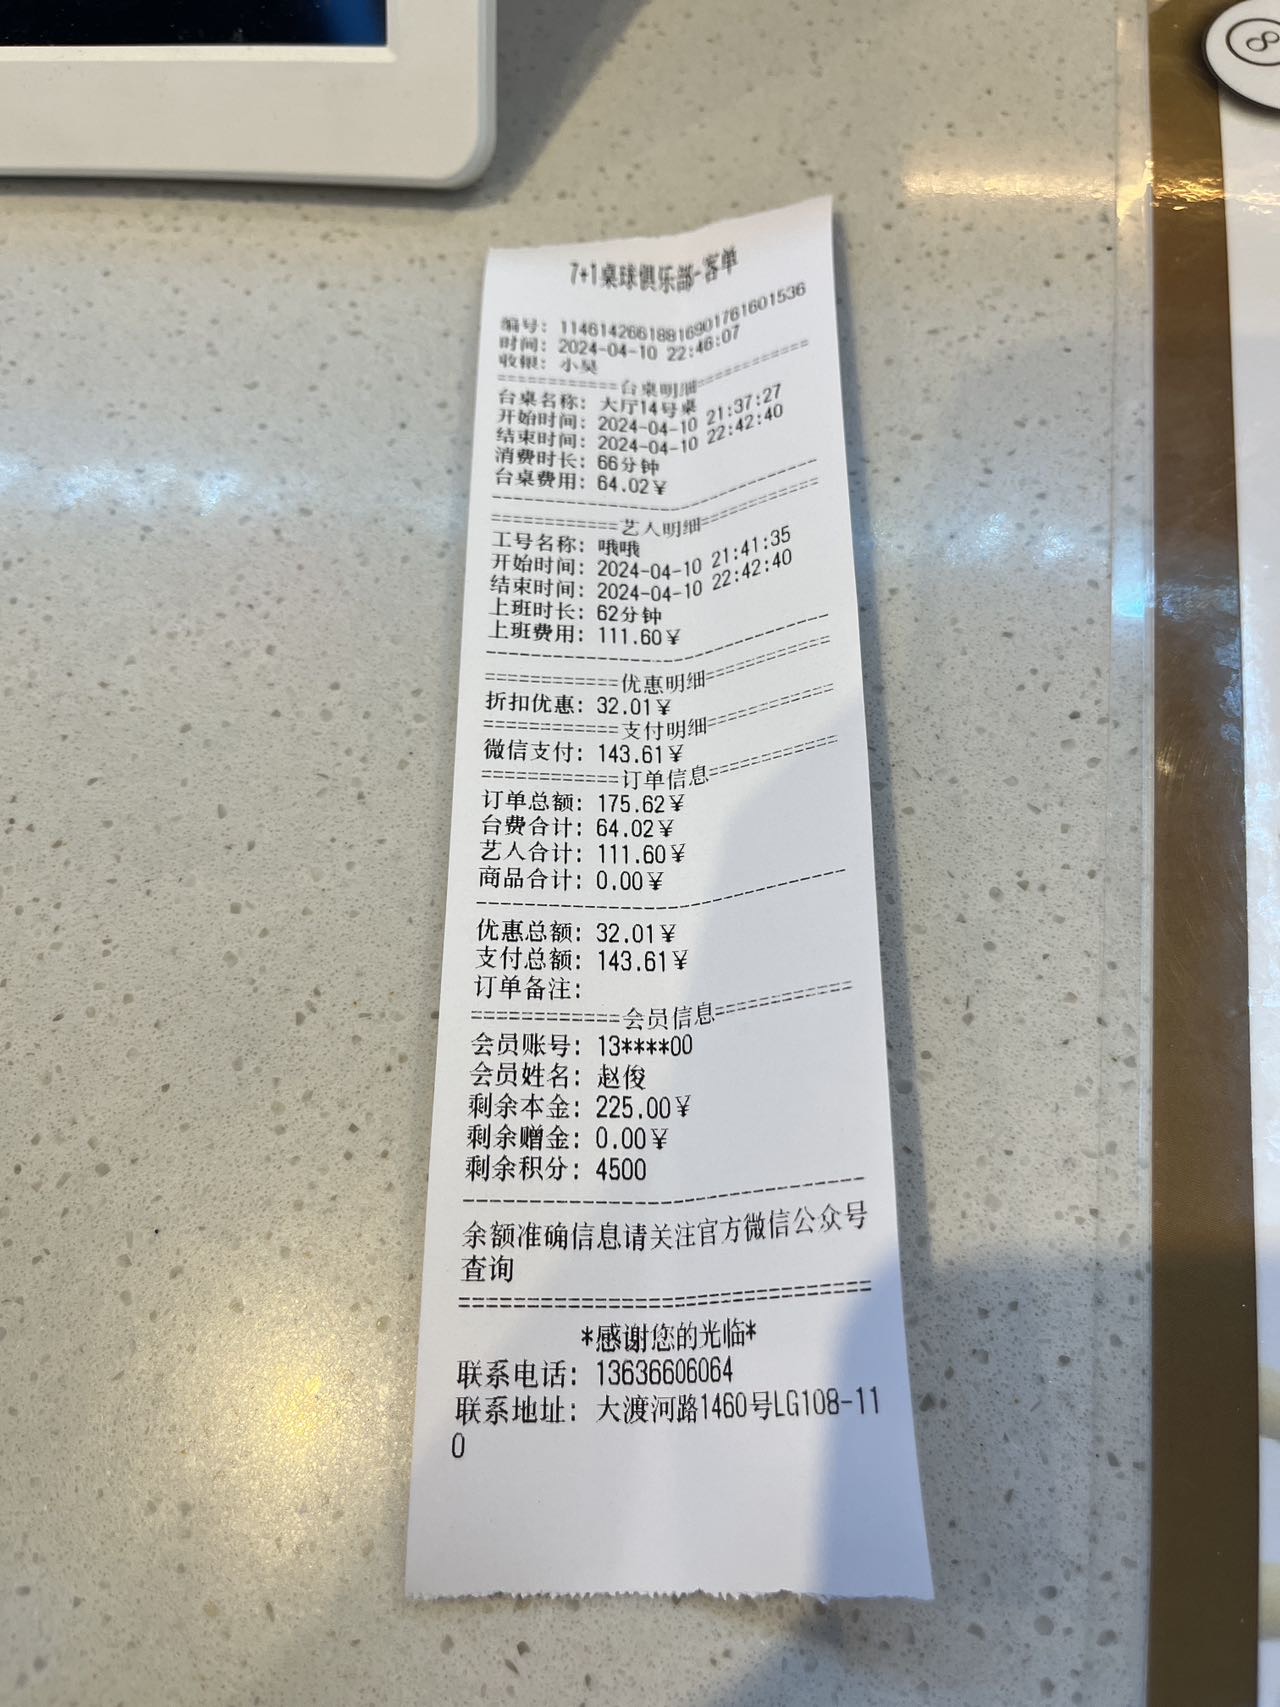 7+1桌球俱乐部-客单
编号: 11461426618816901761601536
时间: 2024-04-10 22:46:07
收银: 小吴
============台桌明细============
台桌名称: 大厅14号桌
开始时间: 2024-04-10 21:37:27
结束时间: 2024-04-10 22:42:40
消费时长: 66分钟
台桌费用: 64.02¥
--------------------------------
============艺人明细============
工号名称: 哦哦
开始时间: 2024-04-10 21:41:35
结束时间: 2024-04-10 22:42:40
上班时长: 62分钟
上班费用: 111.60¥
--------------------------------
============优惠明细============
折扣优惠: 32.01¥
============支付明细============
微信支付: 143.61¥
============订单信息============
订单总额: 175.62¥
台费合计: 64.02¥
艺人合计: 111.60¥
商品合计: 0.00¥
--------------------------------
优惠总额: 32.01¥
支付总额: 143.61¥
订单备注:
============会员信息============
会员账号: 13****00
会员姓名: 赵俊
剩余本金: 225.00¥
剩余赠金: 0.00¥
剩余积分: 4500
--------------------------------
余额准确信息请关注官方微信公众号
查询
================================
*感谢您的光临*
联系电话: 13636606064
联系地址: 大渡河路1460号LG108-11
0
8